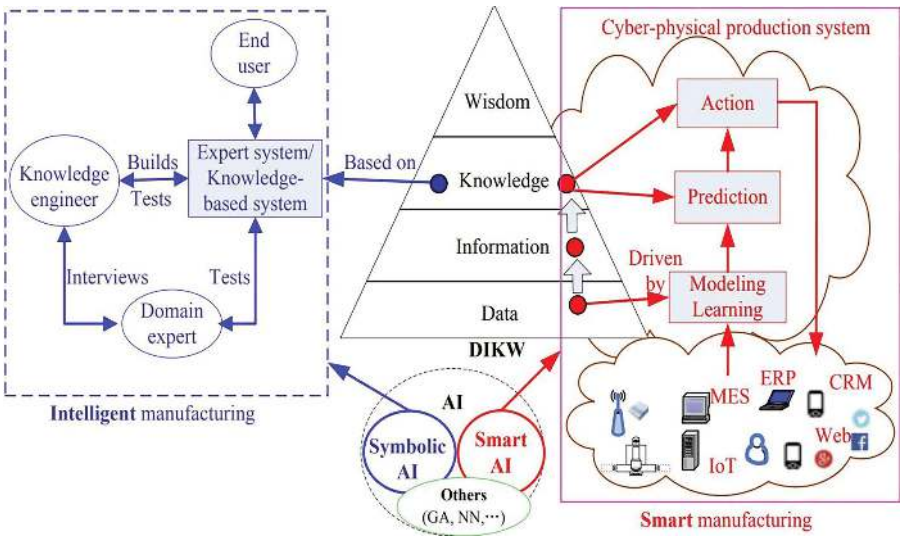 End
user
Knowledge
engineer
Builds
Tests
Expert system/
Knowledge-
based system
Based on
Interviews
Tests
Domain
expert
Intelligent manufacturing
Wisdom
Knowledge
Information
Data
DIKW
AI
Symbolic
AI
Smart
AI
Others
(GA, NN,⋯)
Cyber-physical production system
Action
Prediction
Driven
by
Modeling
Learning
MES
ERP
CRM
IoT
Web
Smart manufacturing